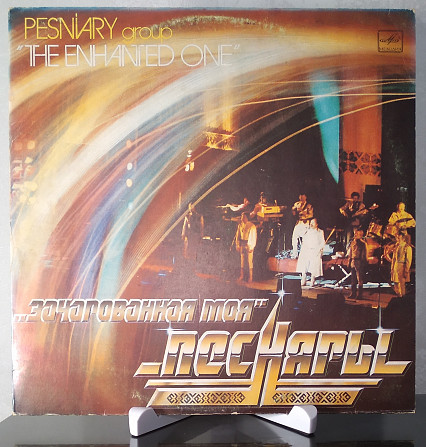 PESNiARY group
"THE ENHANTED ONE"
„зачарованная моя"
песняры